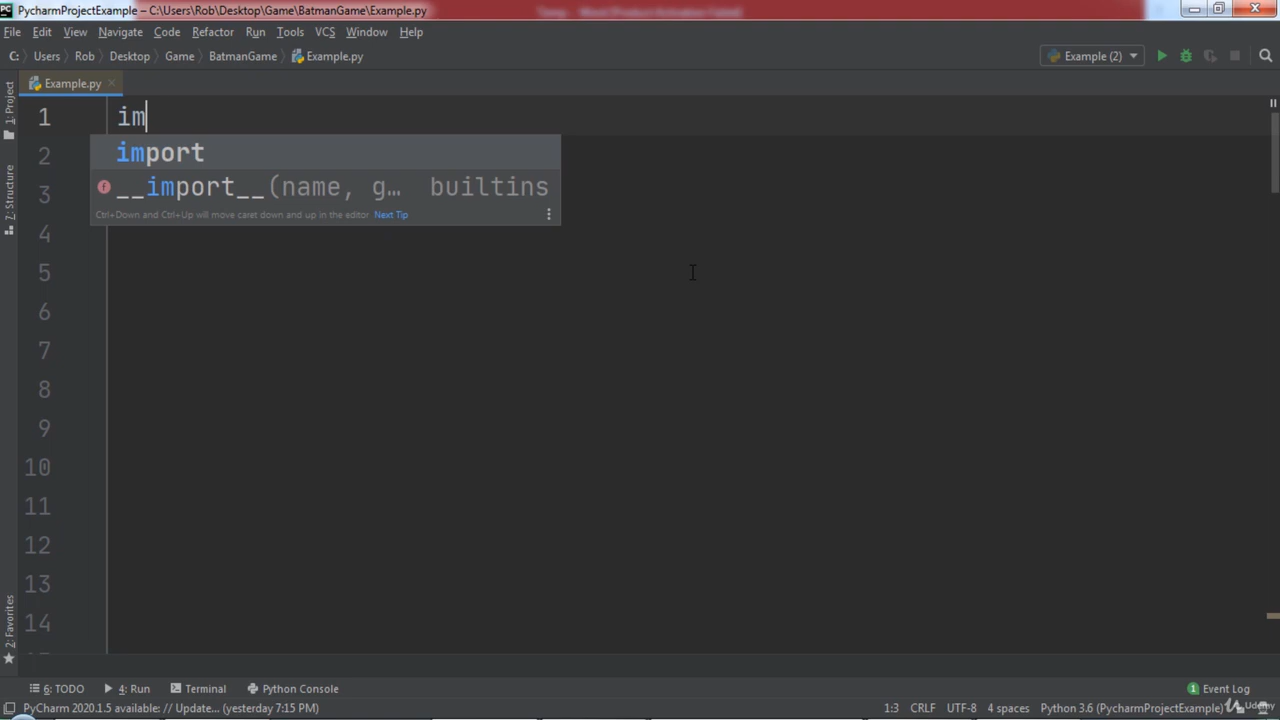 PycharmProjectExample – C:\Users\Rob\Desktop\Game\BatmanGame\Example.py
File Edit View Navigate Code Refactor Run Tools VCS Window Help
C: Users Rob Desktop Game BatmanGame Example.py Example (2)
Example.py
1: Project
7: Structure
2: Favorites
1 im
import
2
__import__(name, g… builtins
3
Ctrl+Down and Ctrl+Up will move caret down and up in the editor Next Tip
4
5
6
7
8
9
10
11
12
13
14
6: TODO 4: Run Terminal Python Console 1 Event Log
PyCharm 2020.1.5 available: // Update... (yesterday 7:15 PM) 1:3 CRLF UTF-8 4 spaces Python 3.6 (PycharmProjectExample) Udemy